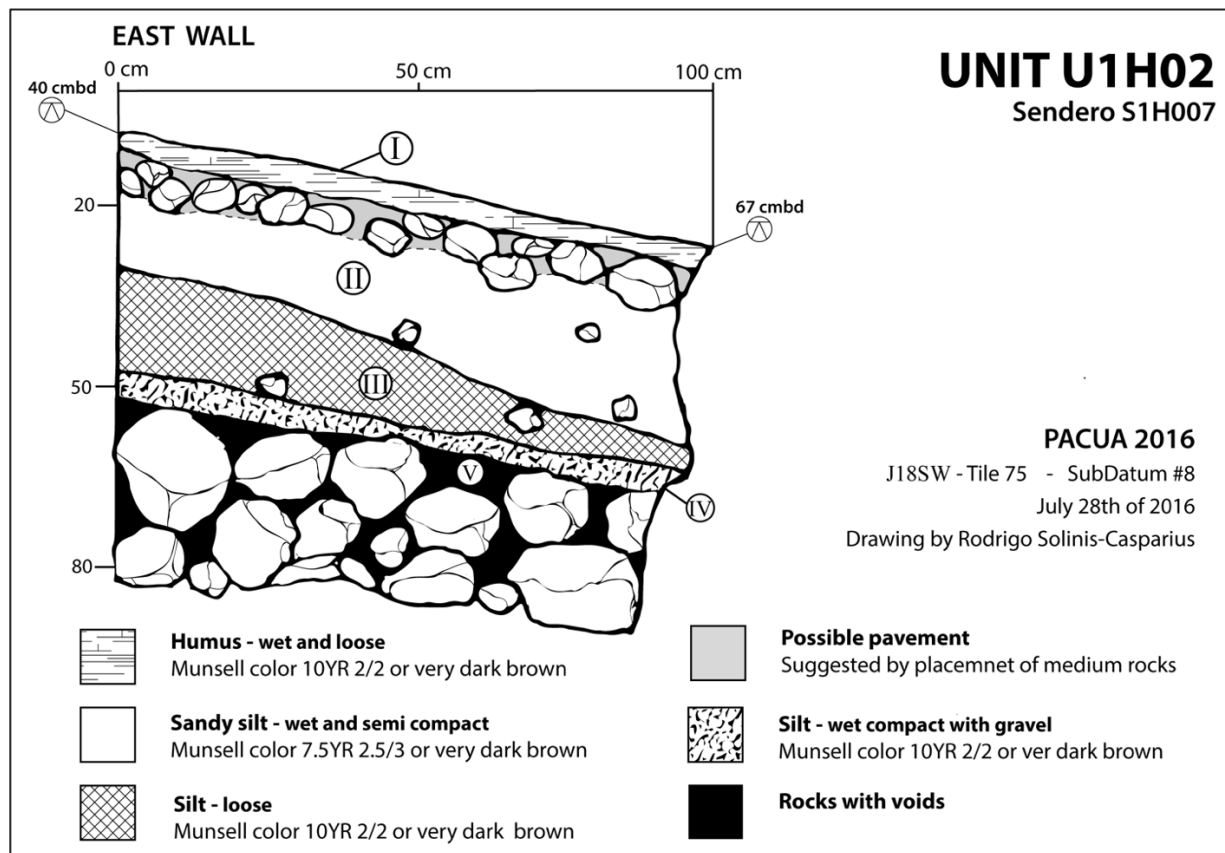 EAST WALL
0 cm 50 cm 100 cm
40 cmbd
UNIT U1H02
Sendero S1H007
I
20
67 cmbd
II
50
III
V
IV
80
PACUA 2016
J18SW - Tile 75 - SubDatum #8
July 28th of 2016
Drawing by Rodrigo Solinis-Casparius
Humus - wet and loose
Munsell color 10YR 2/2 or very dark brown
Sandy silt - wet and semi compact
Munsell color 7.5YR 2.5/3 or very dark brown
Silt - loose
Munsell color 10YR 2/2 or very dark brown
Possible pavement
Suggested by placemnet of medium rocks
Silt - wet compact with gravel
Munsell color 10YR 2/2 or ver dark brown
Rocks with voids